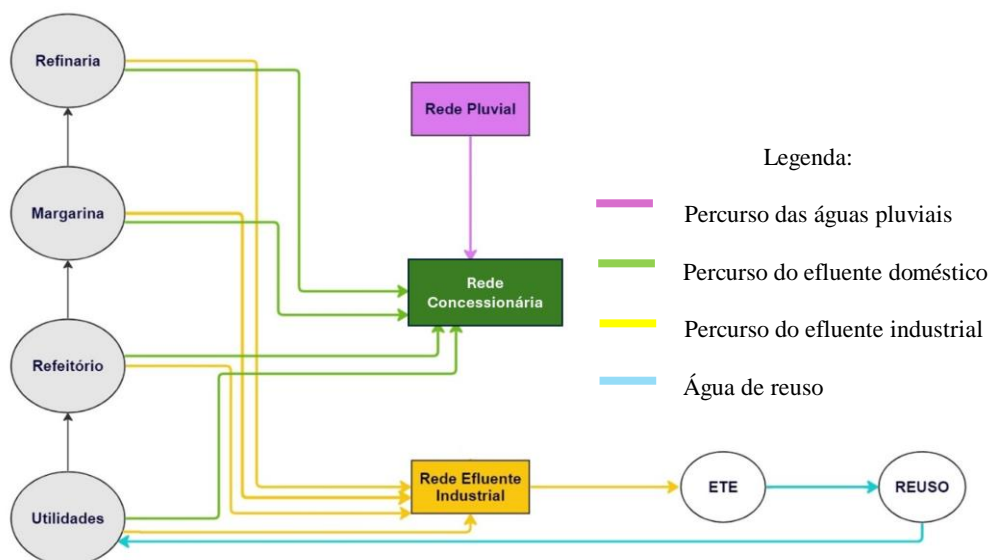 Refinaria
Rede Pluvial
Legenda:
Margarina
Percurso das águas pluviais
Rede
Concessionária
Percurso do efluente doméstico
Percurso do efluente industrial
Refeitório
Água de reuso
Rede Efluente
Industrial
ETE
REUSO
Utilidades